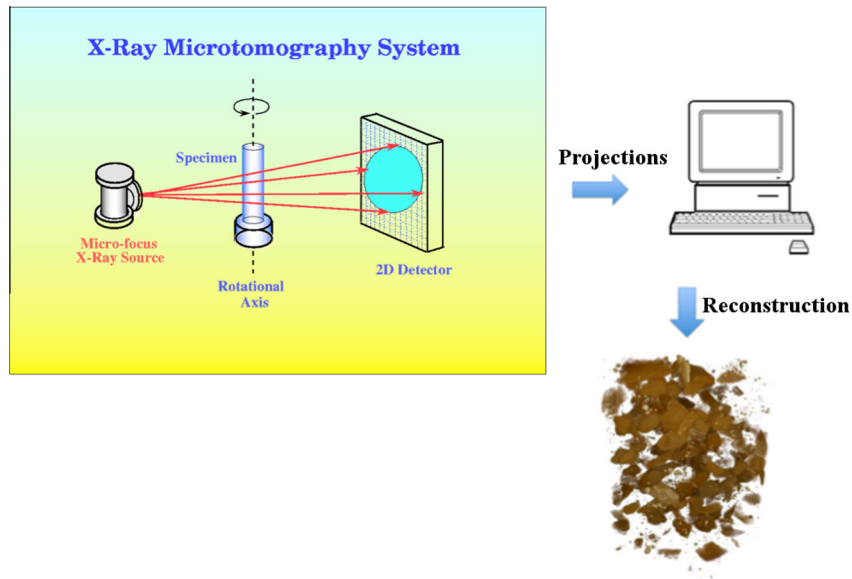 X-Ray Microtomography System
Specimen
Micro-focus
X-Ray Source
Rotational
Axis
2D Detector
Projections
Reconstruction